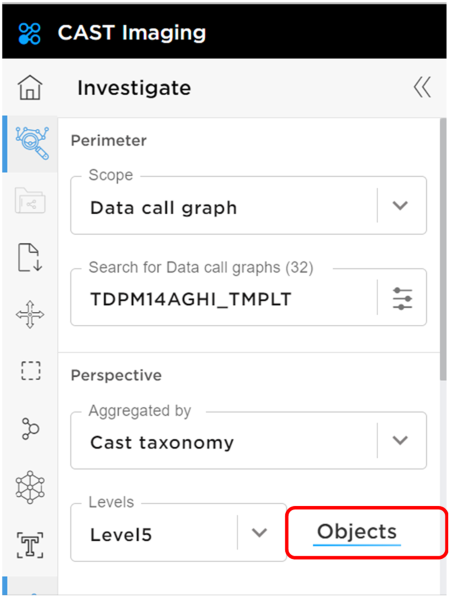 CAST Imaging
Investigate
Perimeter
Scope
Data call graph
Search for Data call graphs (32)
TDPM14AGHI_TMPLT
Perspective
Aggregated by
Cast taxonomy
Levels
Level5
Objects
T